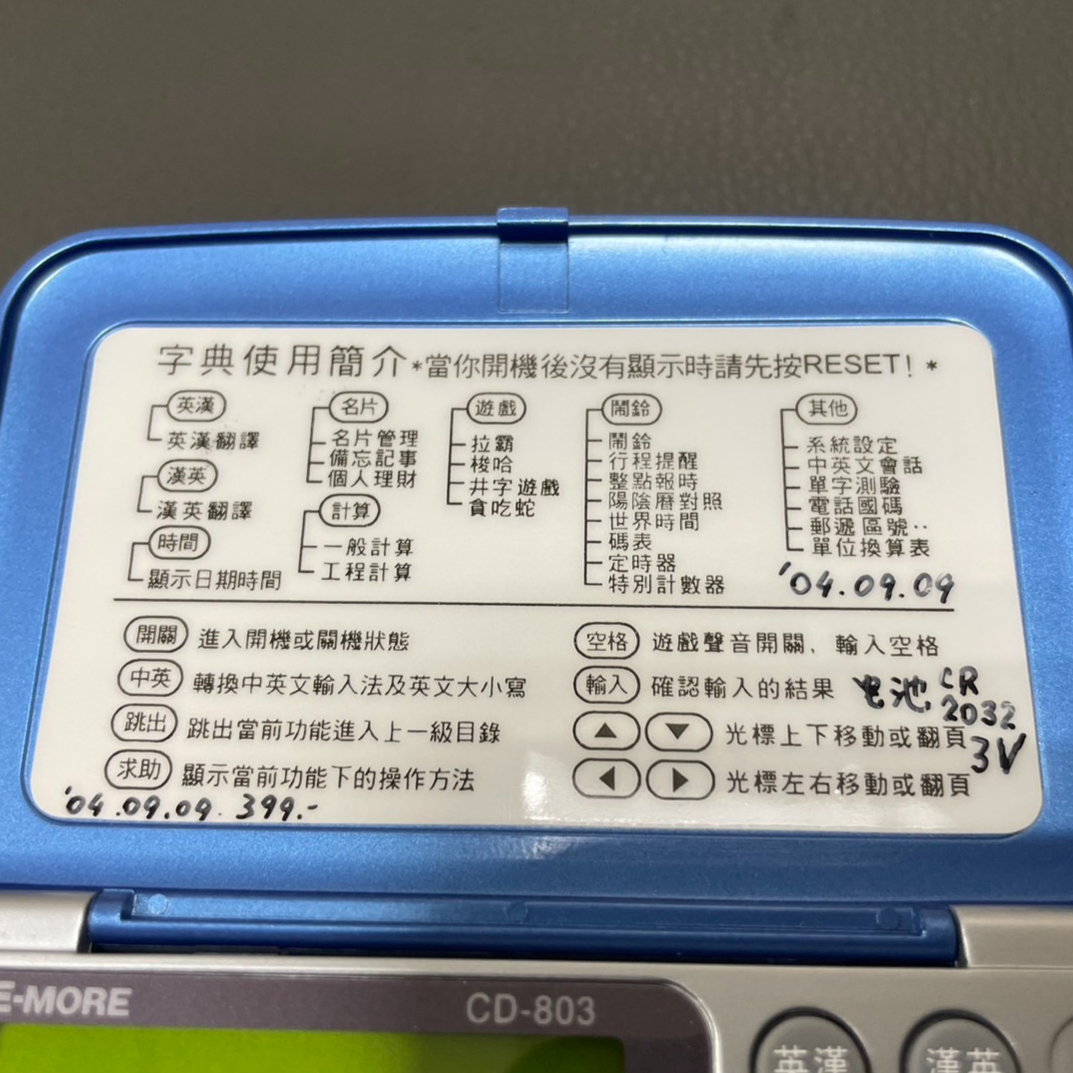 字典使用簡介 *當你開機後沒有顯示時請先按RESET! *
英漢
英漢翻譯
漢英
漢英翻譯
時間
顯示日期時間
名片
名片管理
備忘記事
個人理財
計算
一般計算
工程計算
遊戲
拉霸
梭哈
井字遊戲
貪吃蛇
鬧鈴
鬧鈴
行程提醒
整點報時
陽陰曆對照
世界時間
碼表
定時器
特別計數器
其他
系統設定
中英文會話
單字測驗
電話國碼
郵遞區號··
單位換算表
'04.09.09
開關 進入開機或關機狀態
中英 轉換中英文輸入法及英文大小寫
跳出 跳出當前功能進入上一級目錄
求助 顯示當前功能下的操作方法
'04.09.09. 399.-
空格 遊戲聲音開關、輸入空格
輸入 確認輸入的結果
电池 CR
2032
3V
▲ ▼ 光標上下移動或翻頁
◀ ▶ 光標左右移動或翻頁
E-MORE
CD-803
英漢
漢英